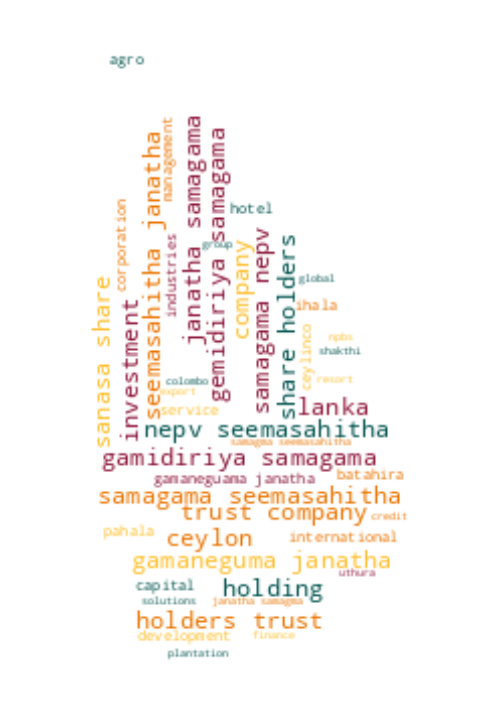 agro
management
seemasahitha janatha
janatha samagama
gemidiriya samagama
corporation
hotel
industries
group
company
samagama nepv
share holders
global
sanasa share
investment
ihala
ceylinco
npbs
shakthi
colombo
resort
export
service
lanka
nepv seemasahitha
samagma seemasahitha
gamidiriya samagama
gamaneguama janatha
batahira
samagama seemasahitha
trust company
credit
pahala
ceylon
international
gamaneguma janatha
uthura
capital
holding
solutions
janatha samagma
holders trust
development
finance
plantation